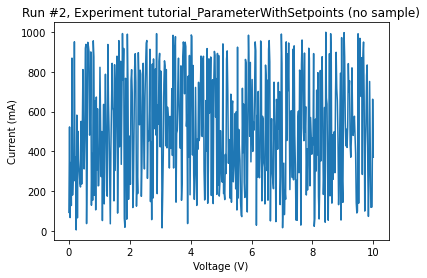 Run #2, Experiment tutorial_ParameterWithSetpoints (no sample)
1000
800
600
400
200
0
Current (mA)
0 2 4 6 8 10
Voltage (V)